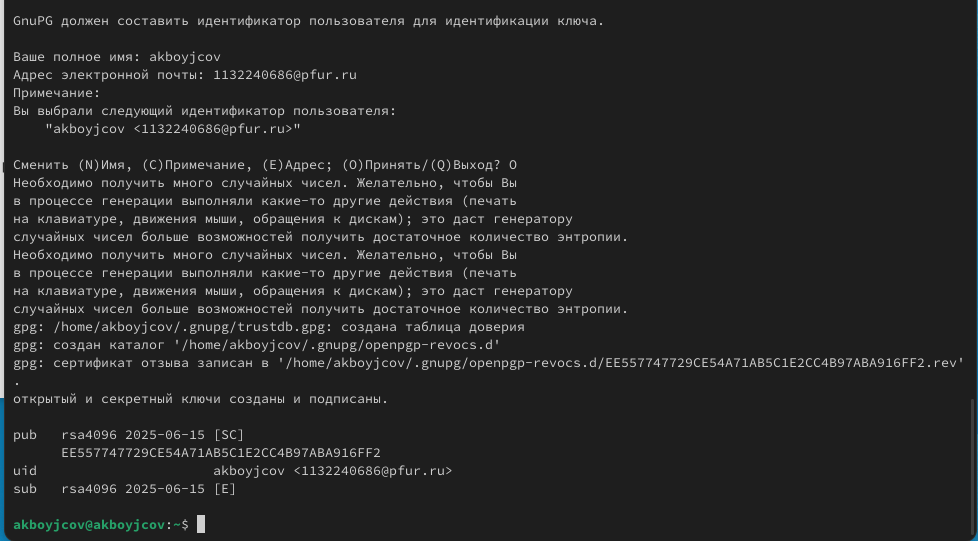 GnuPG должен составить идентификатор пользователя для идентификации ключа.
Ваше полное имя: akboyjcov
Адрес электронной почты: 1132240686@pfur.ru
Примечание:
Вы выбрали следующий идентификатор пользователя:
"akboyjcov <1132240686@pfur.ru>"
Сменить (N)Имя, (C)Примечание, (E)Адрес; (O)Принять/(Q)Выход? O
Необходимо получить много случайных чисел. Желательно, чтобы Вы
в процессе генерации выполняли какие-то другие действия (печать
на клавиатуре, движения мыши, обращения к дискам); это даст генератору
случайных чисел больше возможностей получить достаточное количество энтропии.
Необходимо получить много случайных чисел. Желательно, чтобы Вы
в процессе генерации выполняли какие-то другие действия (печать
на клавиатуре, движения мыши, обращения к дискам); это даст генератору
случайных чисел больше возможностей получить достаточное количество энтропии.
gpg: /home/akboyjcov/.gnupg/trustdb.gpg: создана таблица доверия
gpg: создан каталог '/home/akboyjcov/.gnupg/openpgp-revocs.d'
gpg: сертификат отзыва записан в '/home/akboyjcov/.gnupg/openpgp-revocs.d/EE557747729CE54A71AB5C1E2CC4B97ABA916FF2.rev'
.
открытый и секретный ключи созданы и подписаны.
pub   rsa4096 2025-06-15 [SC]
EE557747729CE54A71AB5C1E2CC4B97ABA916FF2
uid                      akboyjcov <1132240686@pfur.ru>
sub   rsa4096 2025-06-15 [E]
akboyjcov@akboyjcov:~$